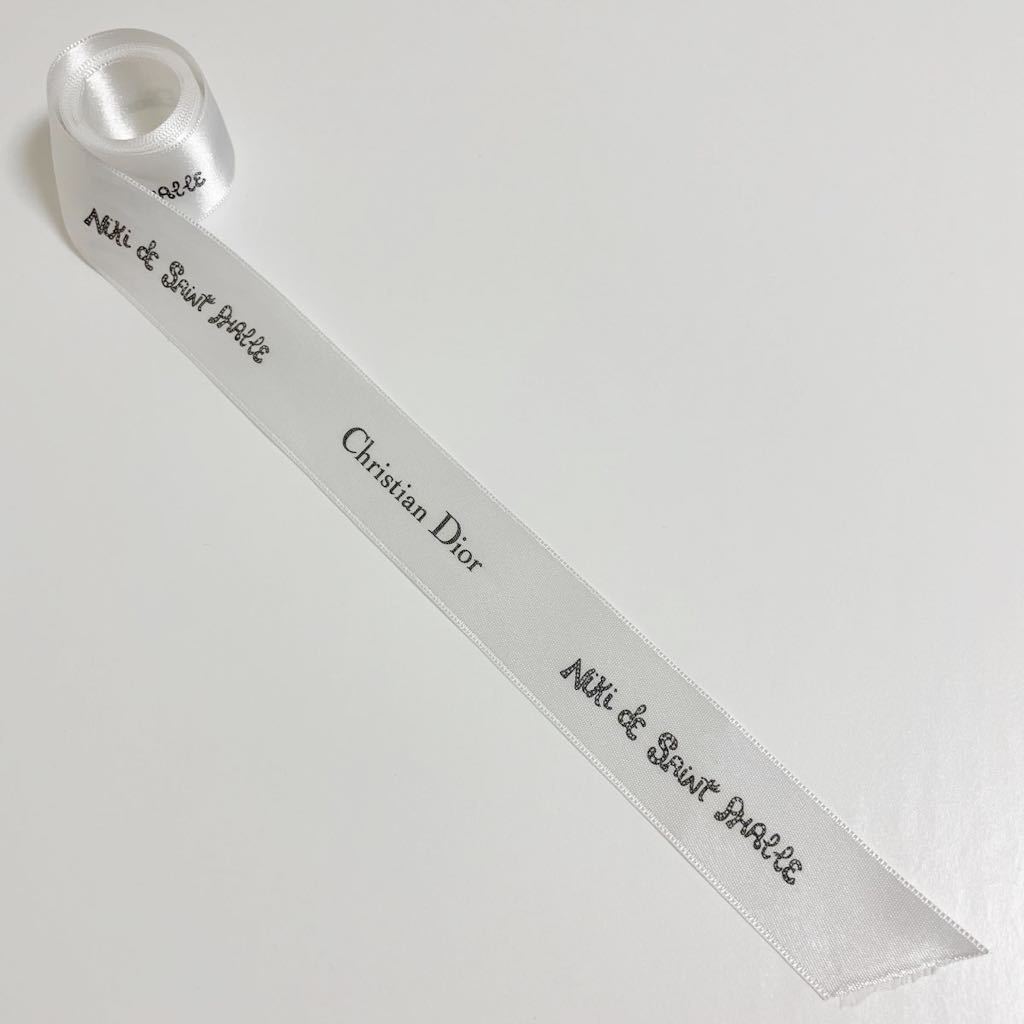 Niki de Saint Phalle
Christian Dior
Niki de Saint Phalle